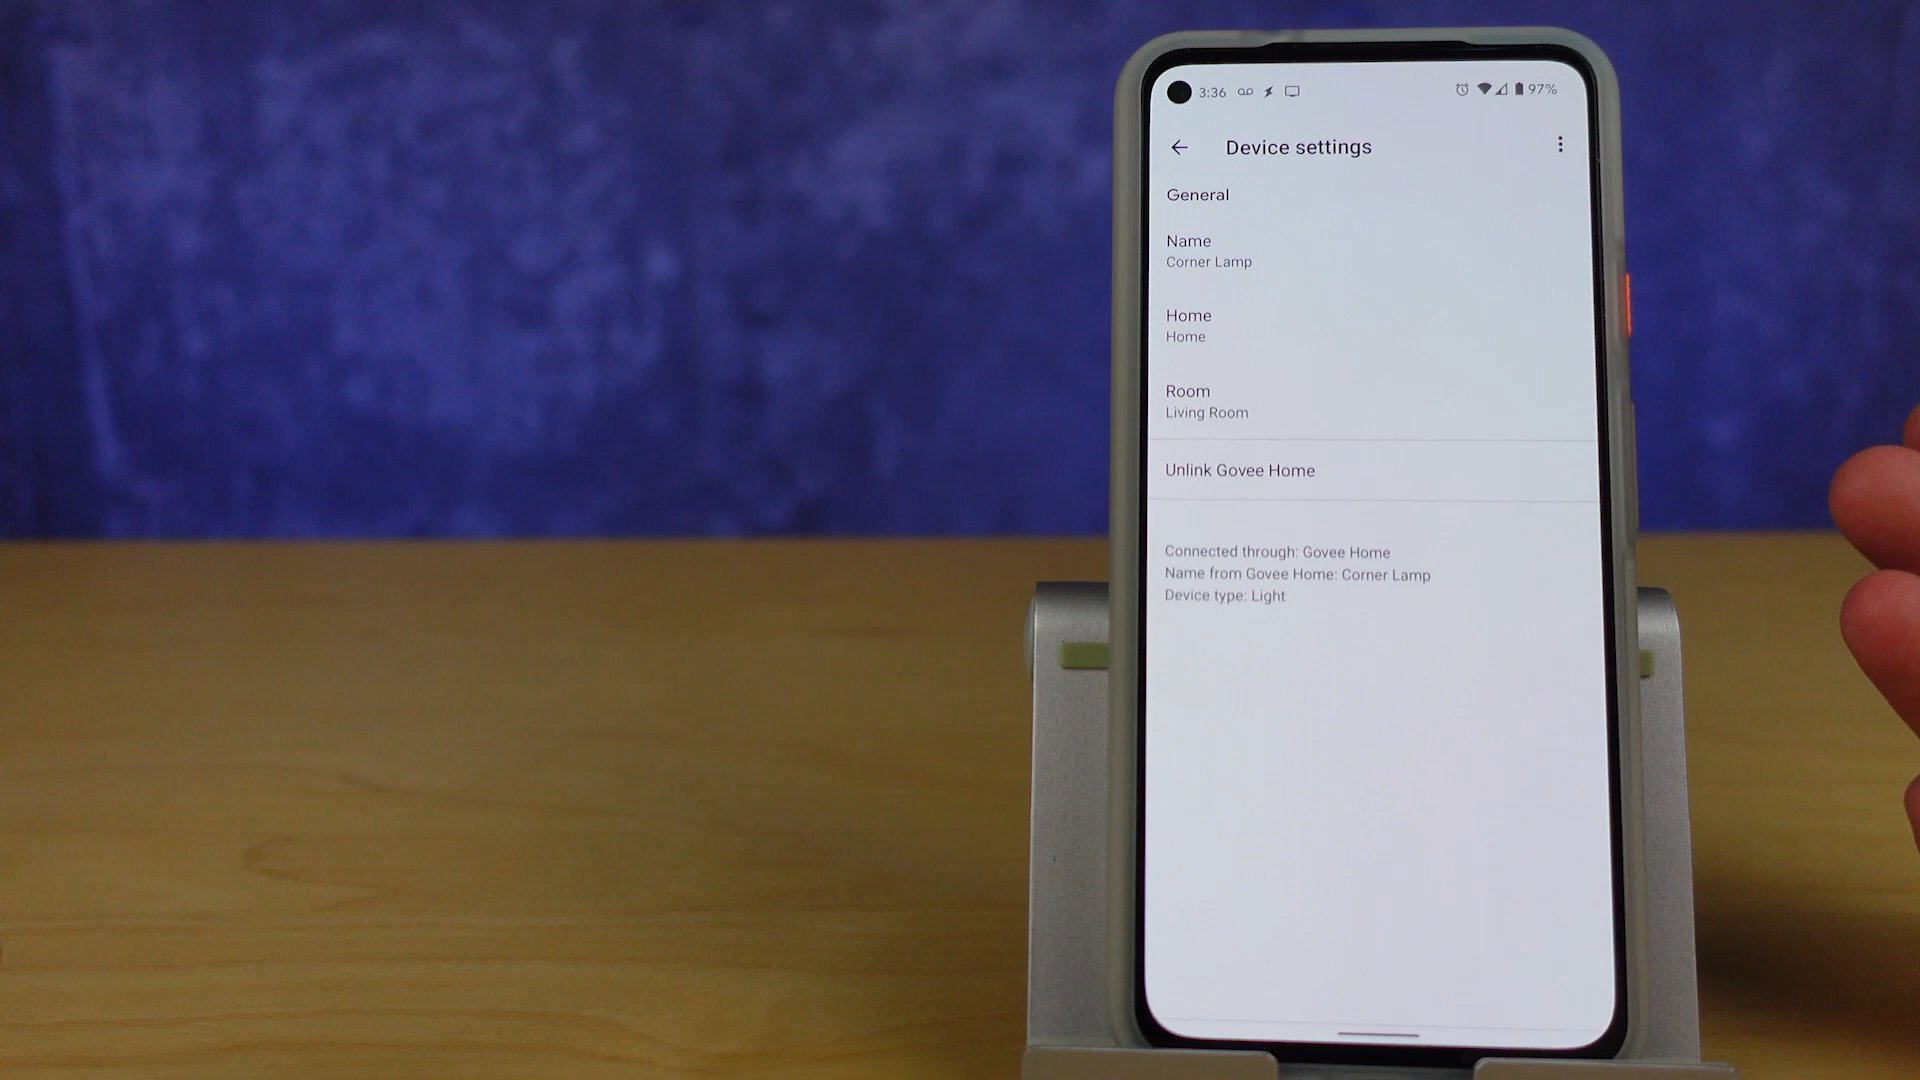 3:36 97%
Device settings
General
Name
Corner Lamp
Home
Home
Room
Living Room
Unlink Govee Home
Connected through: Govee Home
Name from Govee Home: Corner Lamp
Device type: Light